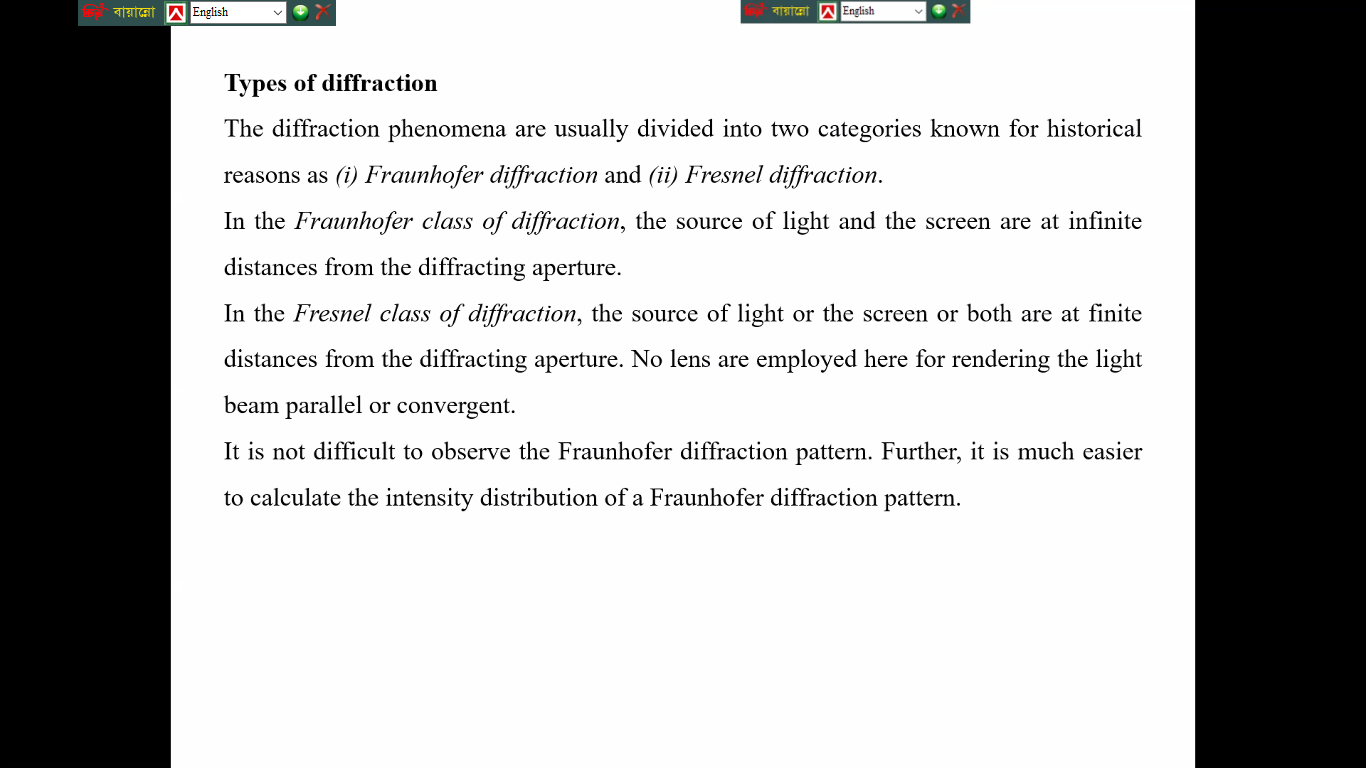 বায়ান্নো English
বায়ান্নো English
Types of diffraction
The diffraction phenomena are usually divided into two categories known for historical
reasons as (i) Fraunhofer diffraction and (ii) Fresnel diffraction.
In the Fraunhofer class of diffraction, the source of light and the screen are at infinite
distances from the diffracting aperture.
In the Fresnel class of diffraction, the source of light or the screen or both are at finite
distances from the diffracting aperture. No lens are employed here for rendering the light
beam parallel or convergent.
It is not difficult to observe the Fraunhofer diffraction pattern. Further, it is much easier
to calculate the intensity distribution of a Fraunhofer diffraction pattern.